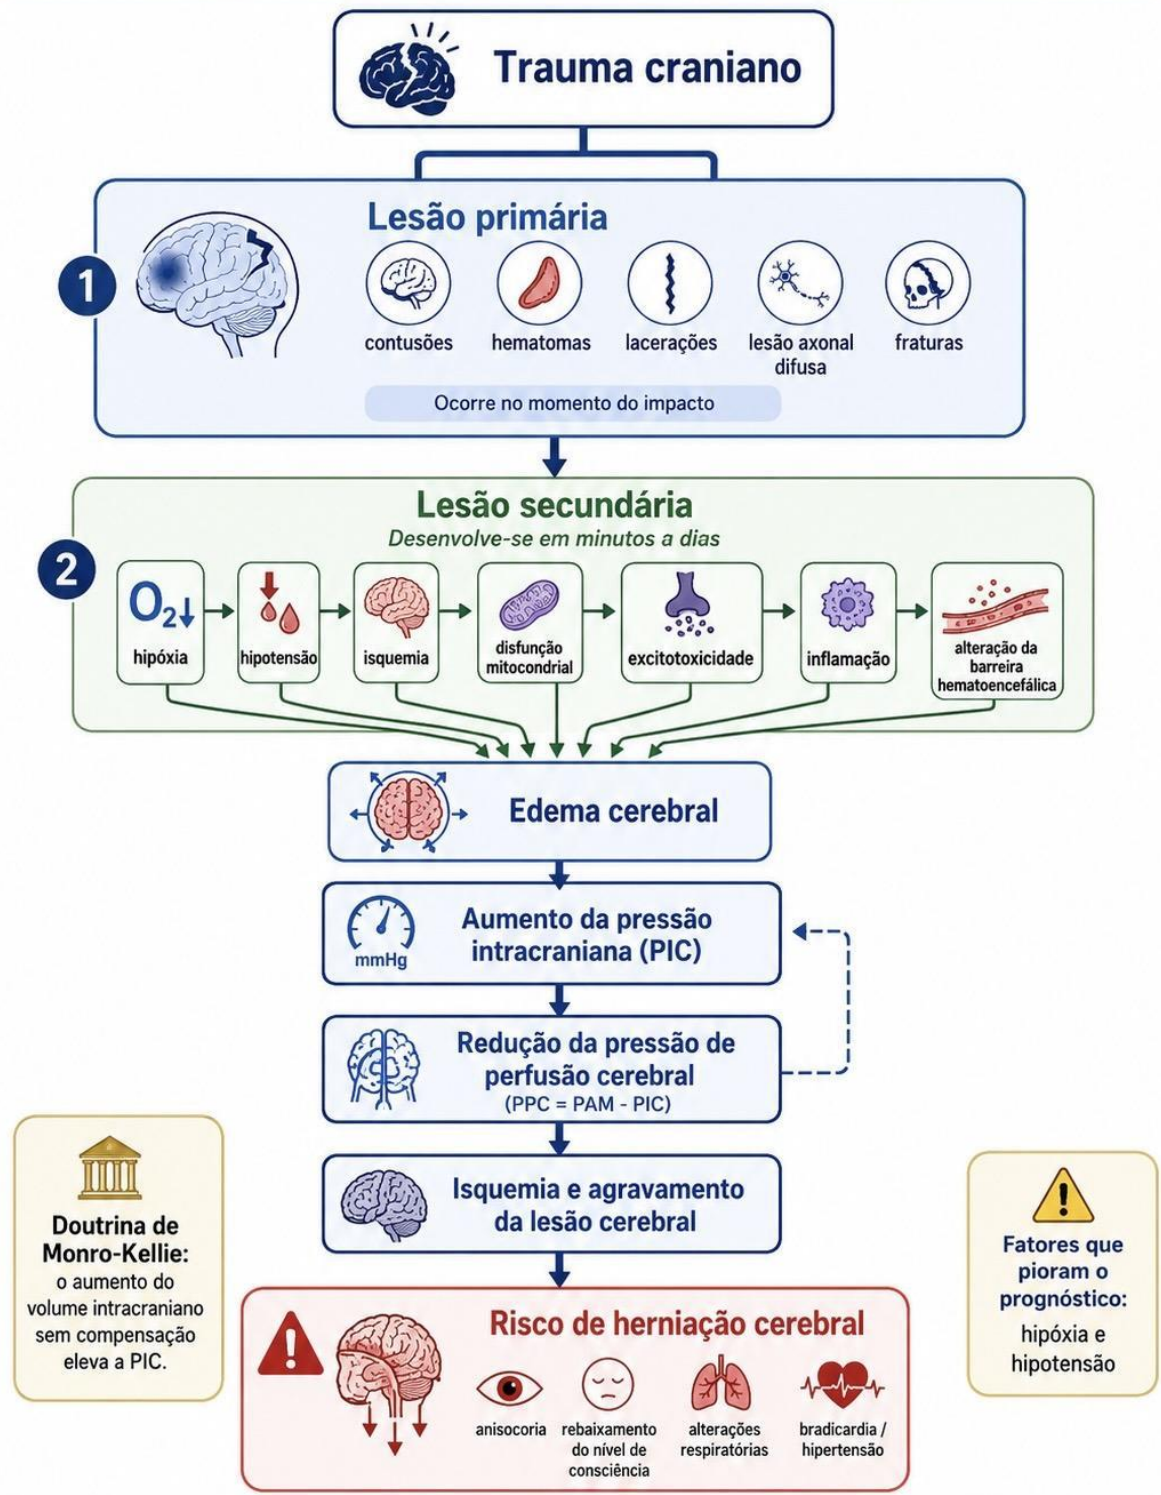 Trauma craniano
1
Lesão primária
contusões
hematomas
lacerações
lesão axonal
difusa
fraturas
Ocorre no momento do impacto
2
Lesão secundária
Desenvolve-se em minutos a dias
O₂↓
hipóxia
hipotensão
isquemia
disfunção
mitocondrial
excitotoxicidade
inflamação
alteração da
barreira
hematoencefálica
Edema cerebral
mmHg
Aumento da pressão
intracraniana (PIC)
Redução da pressão de
perfusão cerebral
(PPC = PAM - PIC)
Isquemia e agravamento
da lesão cerebral
Doutrina de
Monro-Kellie:
o aumento do
volume intracraniano
sem compensação
eleva a PIC.
Fatores que
pioram o
prognóstico:
hipóxia e
hipotensão
Risco de herniação cerebral
anisocoria
rebaixamento
do nível de
consciência
alterações
respiratórias
bradicardia /
hipertensão